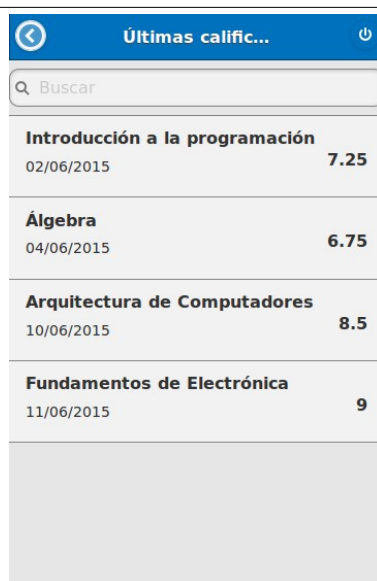 Últimas calific...
Buscar
Introducción a la programación
02/06/2015
7.25
Álgebra
04/06/2015
6.75
Arquitectura de Computadores
10/06/2015
8.5
Fundamentos de Electrónica
11/06/2015
9